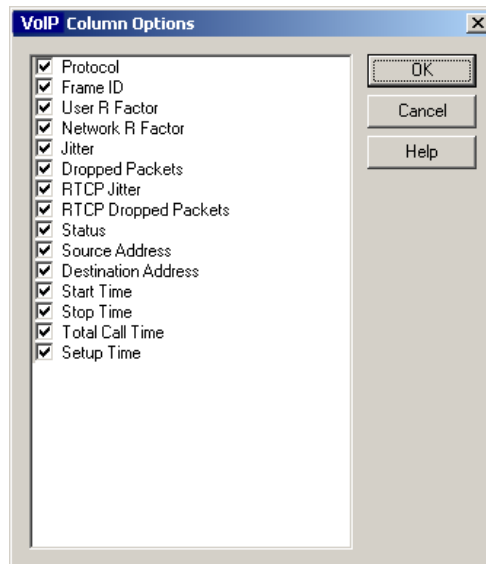 VoIP Column Options
Protocol
Frame ID
User R Factor
Network R Factor
Jitter
Dropped Packets
RTCP Jitter
RTCP Dropped Packets
Status
Source Address
Destination Address
Start Time
Stop Time
Total Call Time
Setup Time
OK
Cancel
Help